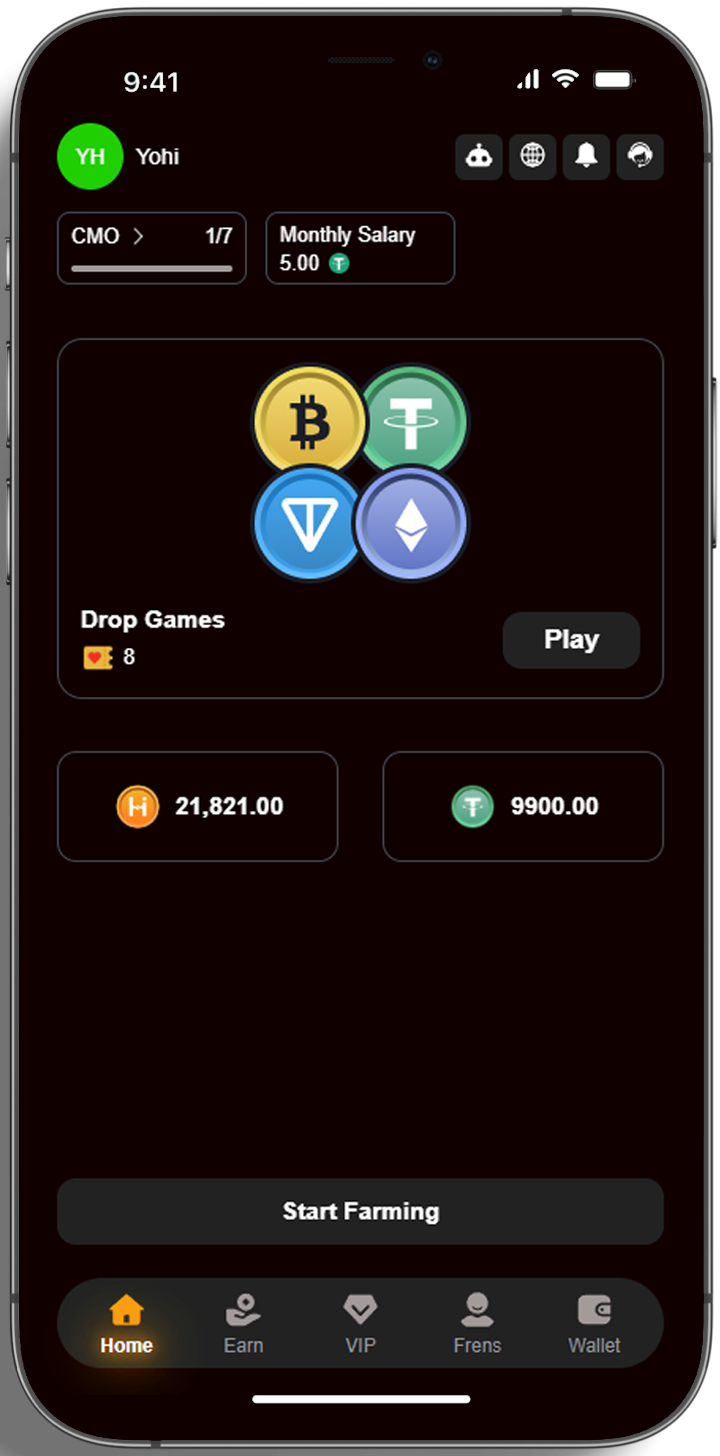 9:41
YH Yohi
CMO 1/7
Monthly Salary
5.00
Drop Games
8
Play
21,821.00
9900.00
Start Farming
Home Earn VIP Frens Wallet